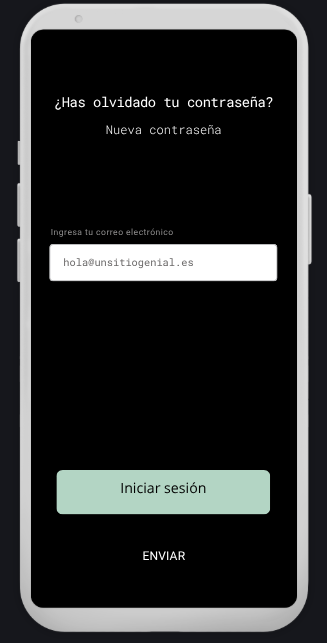 ¿Has olvidado tu contraseña?
Nueva contraseña
Ingresa tu correo electrónico
hola@unsitiogenial.es
Iniciar sesión
ENVIAR